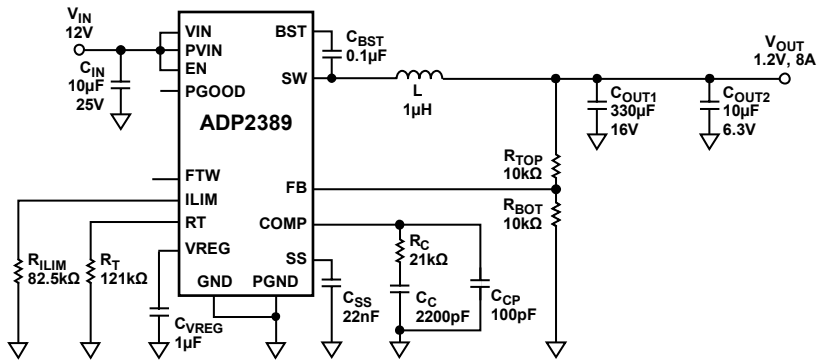 VIN
12V
CIN
10µF
25V
VIN
PVIN
EN
PGOOD
ADP2389
FTW
ILIM
RT
VREG
GND
PGND
BST
SW
FB
COMP
SS
CBST
0.1µF
L
1µH
VOUT
1.2V, 8A
COUT1
330µF
16V
COUT2
10µF
6.3V
RTOP
10kΩ
RBOT
10kΩ
RILIM
82.5kΩ
RT
121kΩ
CVREG
1µF
CSS
22nF
RC
21kΩ
CC
2200pF
CCP
100pF